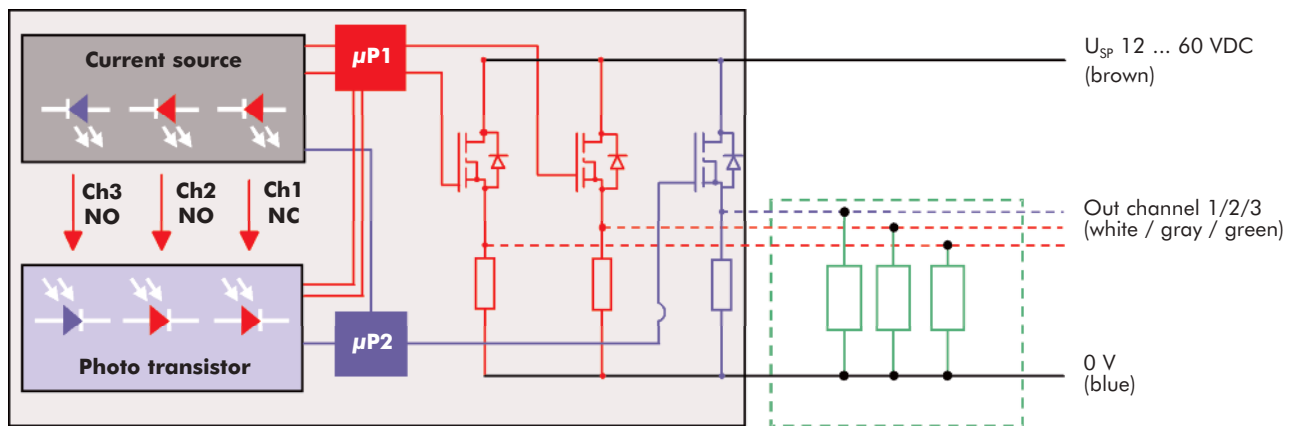 Current source
µP1
U_SP 12 ... 60 VDC
(brown)
Ch3
NO
Ch2
NO
Ch1
NC
Out channel 1/2/3
(white / gray / green)
Photo transistor
µP2
0 V
(blue)